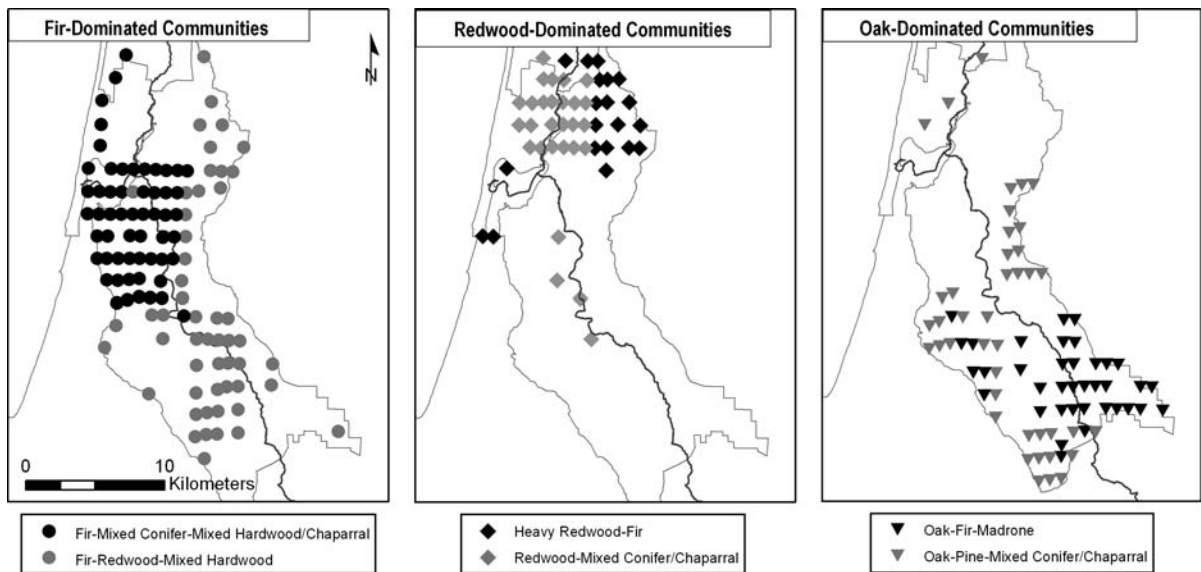 Fir-Dominated Communities
N
0 10
Kilometers
Fir-Mixed Conifer-Mixed Hardwood/Chaparral
Fir-Redwood-Mixed Hardwood
Redwood-Dominated Communities
Heavy Redwood-Fir
Redwood-Mixed Conifer/Chaparral
Oak-Dominated Communities
Oak-Fir-Madrone
Oak-Pine-Mixed Conifer/Chaparral